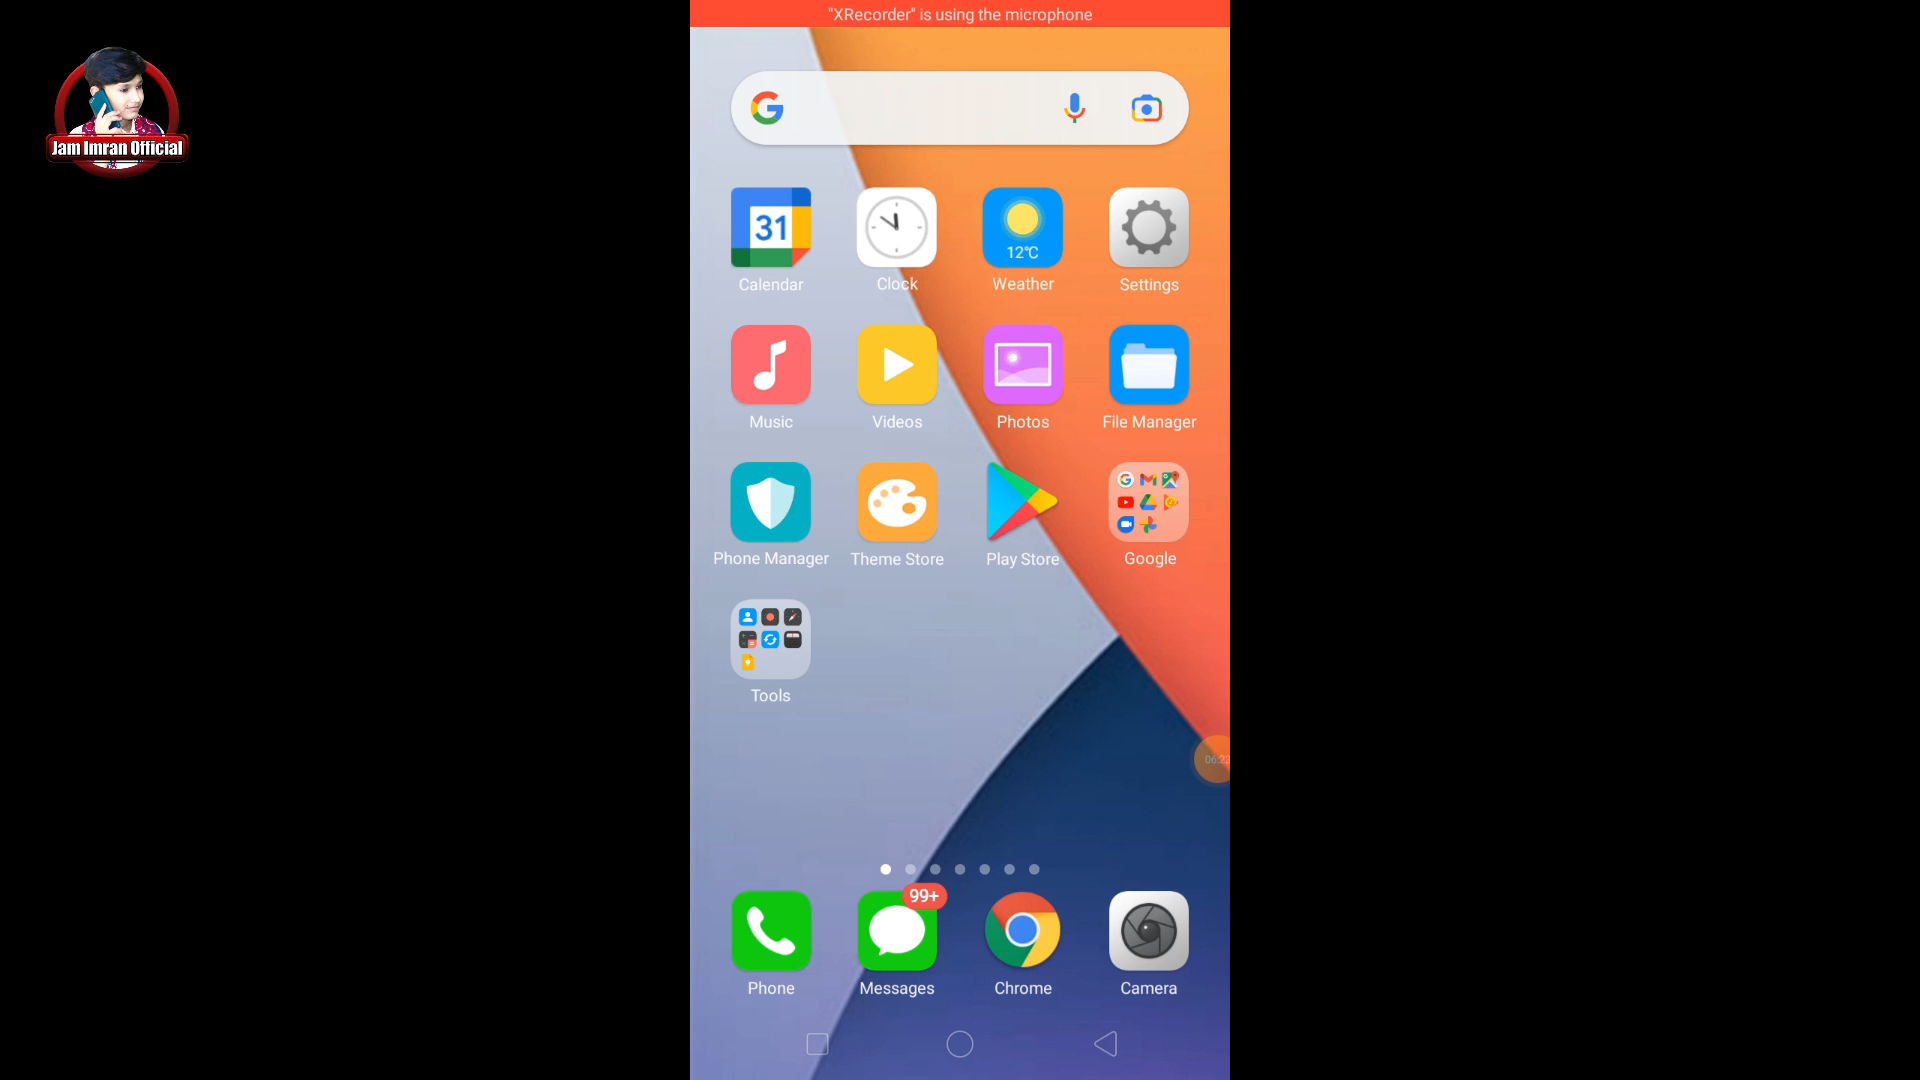 "XRecorder" is using the microphone
Jam Imran Official
31
12°C
Calendar
Clock
Weather
Settings
Music
Videos
Photos
File Manager
Phone Manager
Theme Store
Play Store
Google
Tools
99+
Phone
Messages
Chrome
Camera